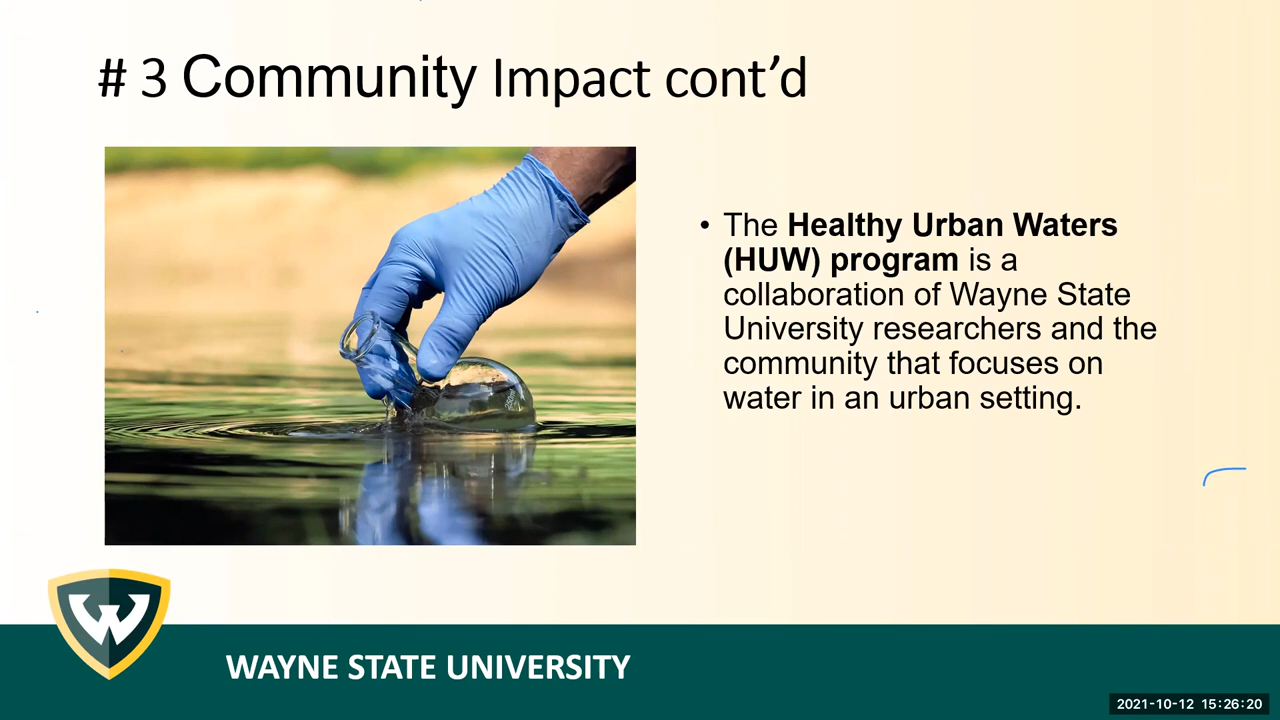 # 3 Community Impact cont’d
• The Healthy Urban Waters
(HUW) program is a
collaboration of Wayne State
University researchers and the
community that focuses on
water in an urban setting.
W
WAYNE STATE UNIVERSITY
2021-10-12 15:26:20